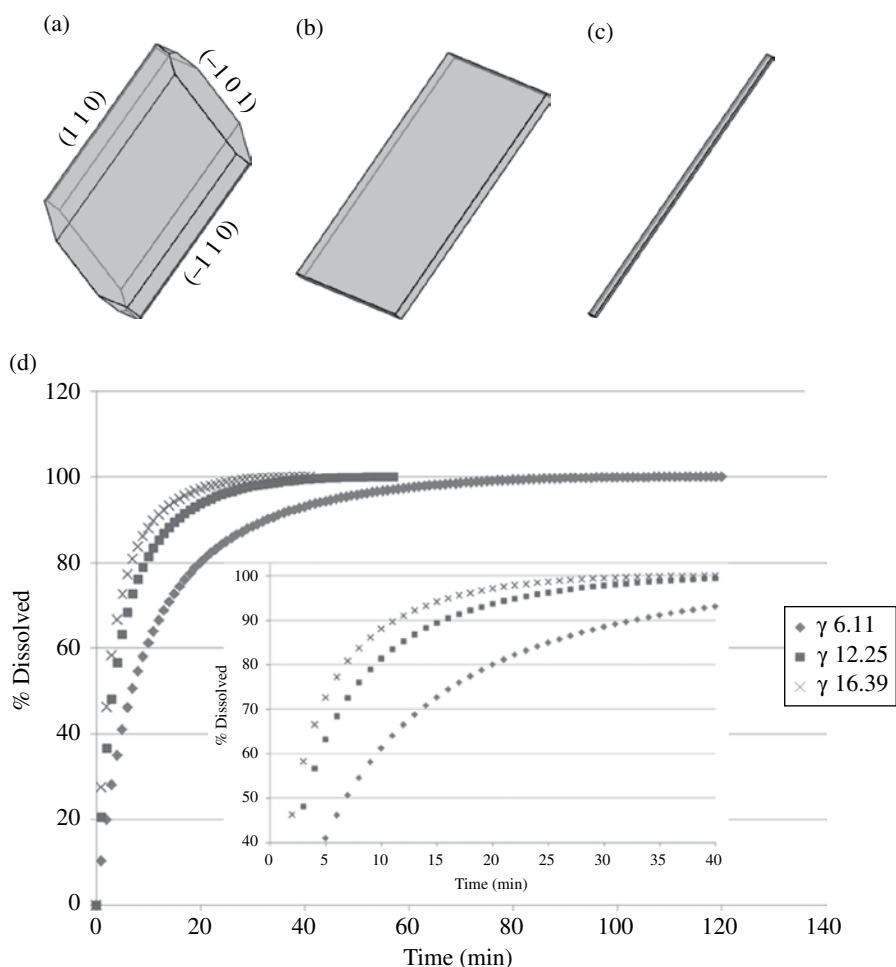 (a)
(b)
(c)
(1 1 0)
(–1 0 1)
(–1 1 0)
(d)
120
100
80
60
40
20
0
% Dissolved
0
20
40
60
80
100
120
140
Time (min)
100
90
80
70
60
50
40
% Dissolved
0
5
10
15
20
25
30
35
40
Time (min)
γ 6.11
γ 12.25
γ 16.39